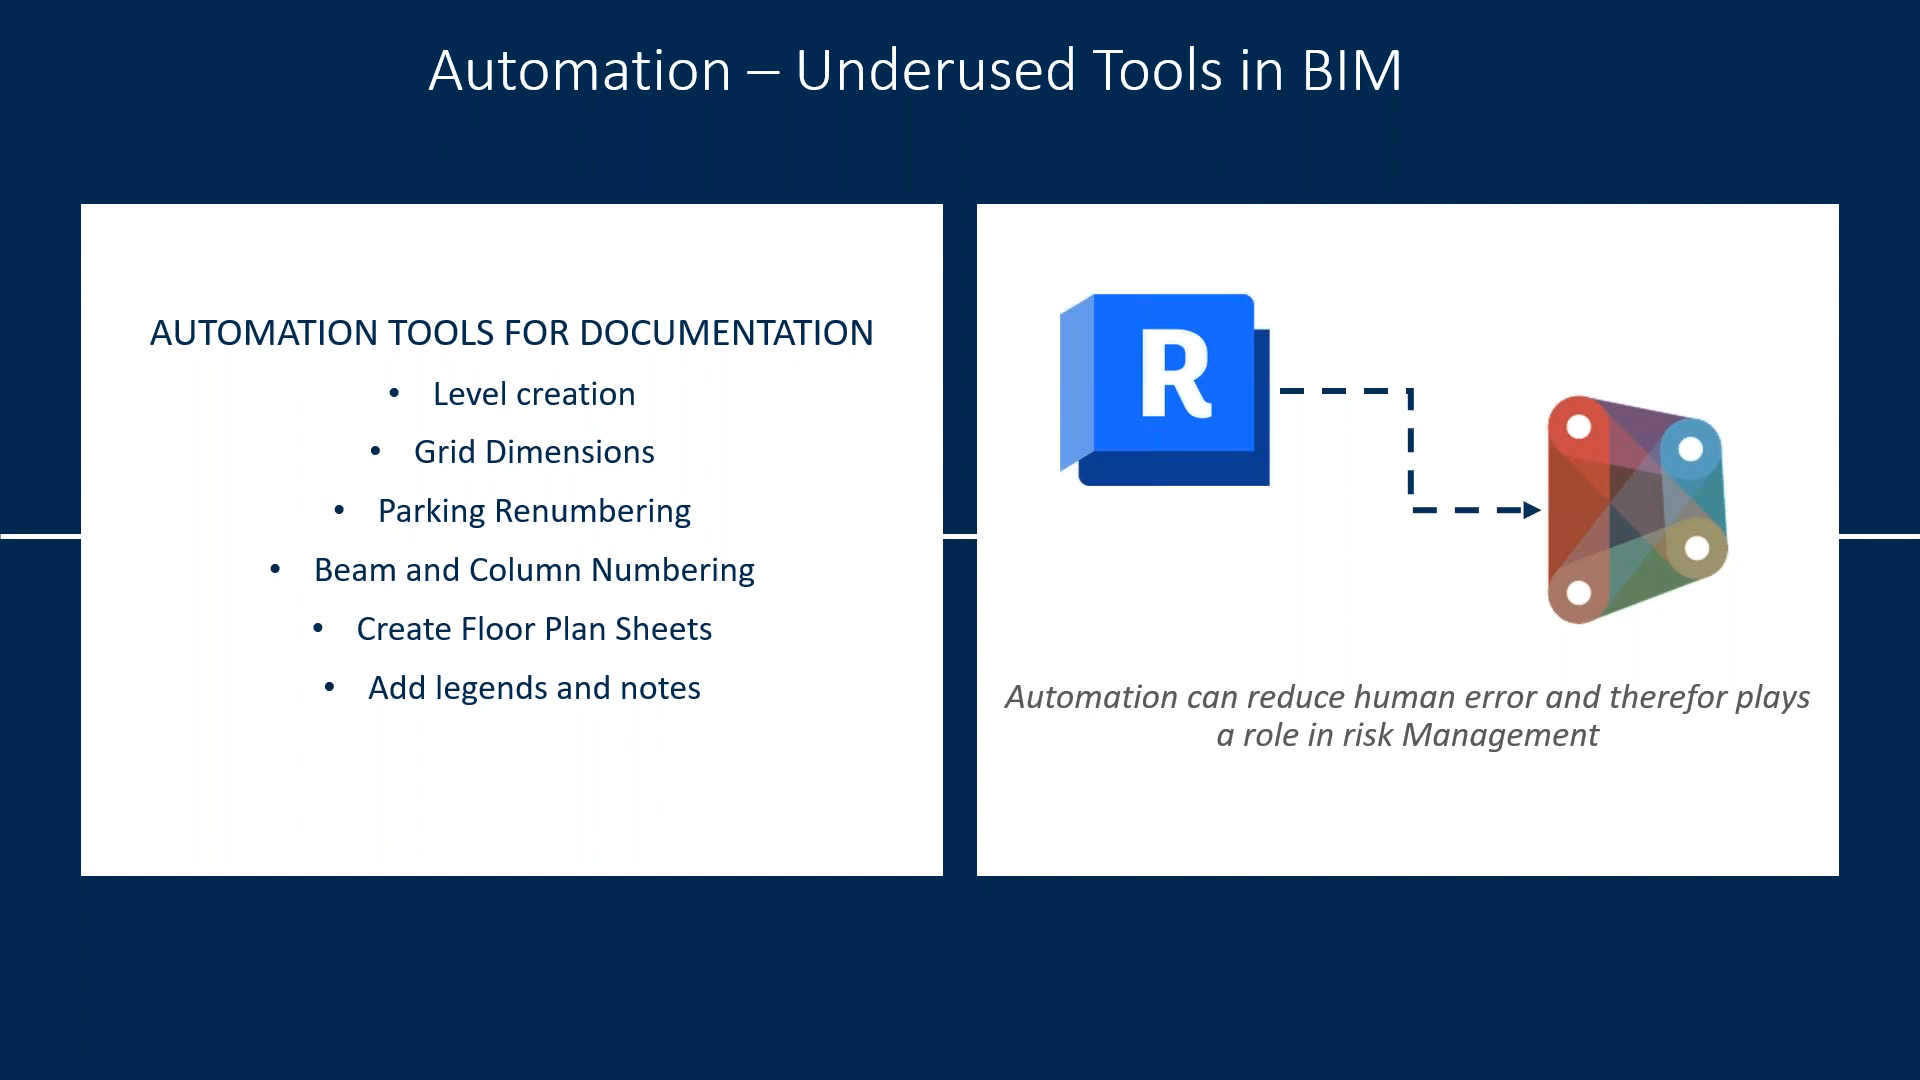 Automation – Underused Tools in BIM
AUTOMATION TOOLS FOR DOCUMENTATION
• Level creation
• Grid Dimensions
• Parking Renumbering
• Beam and Column Numbering
• Create Floor Plan Sheets
• Add legends and notes
R
Automation can reduce human error and therefor plays
a role in risk Management